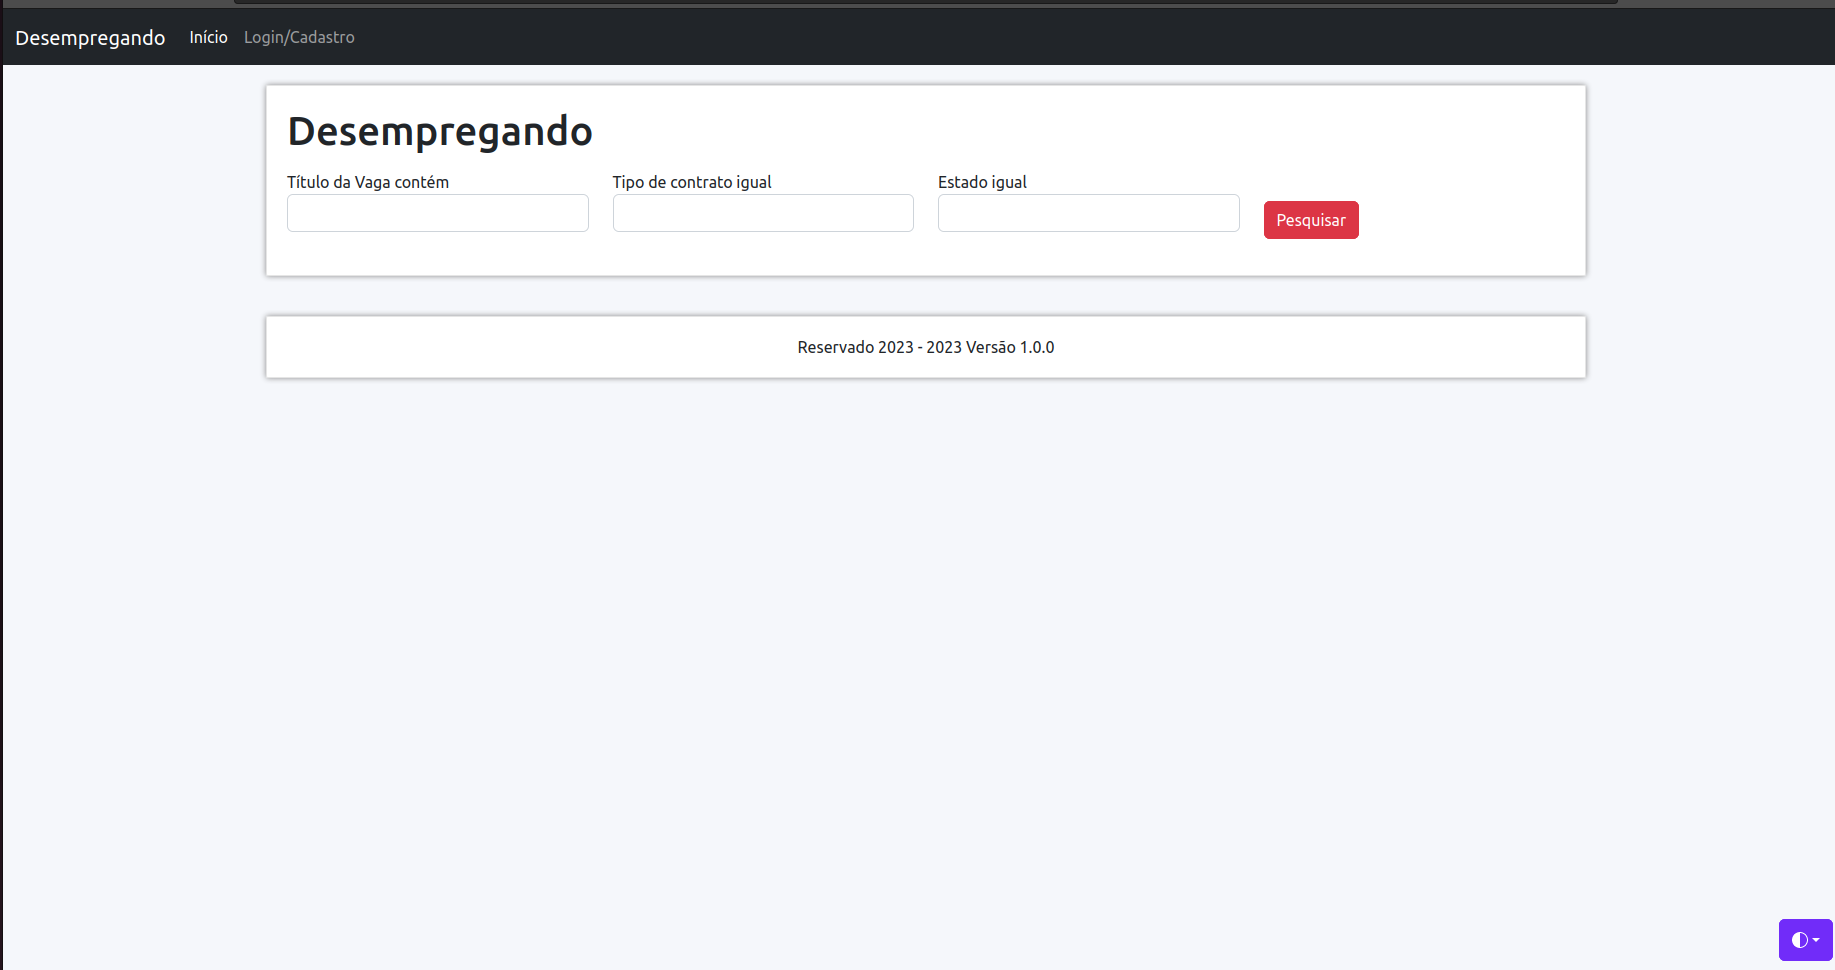 Desempregando Início Login/Cadastro
Desempregando
Título da Vaga contém Tipo de contrato igual Estado igual
Pesquisar
Reservado 2023 - 2023 Versão 1.0.0